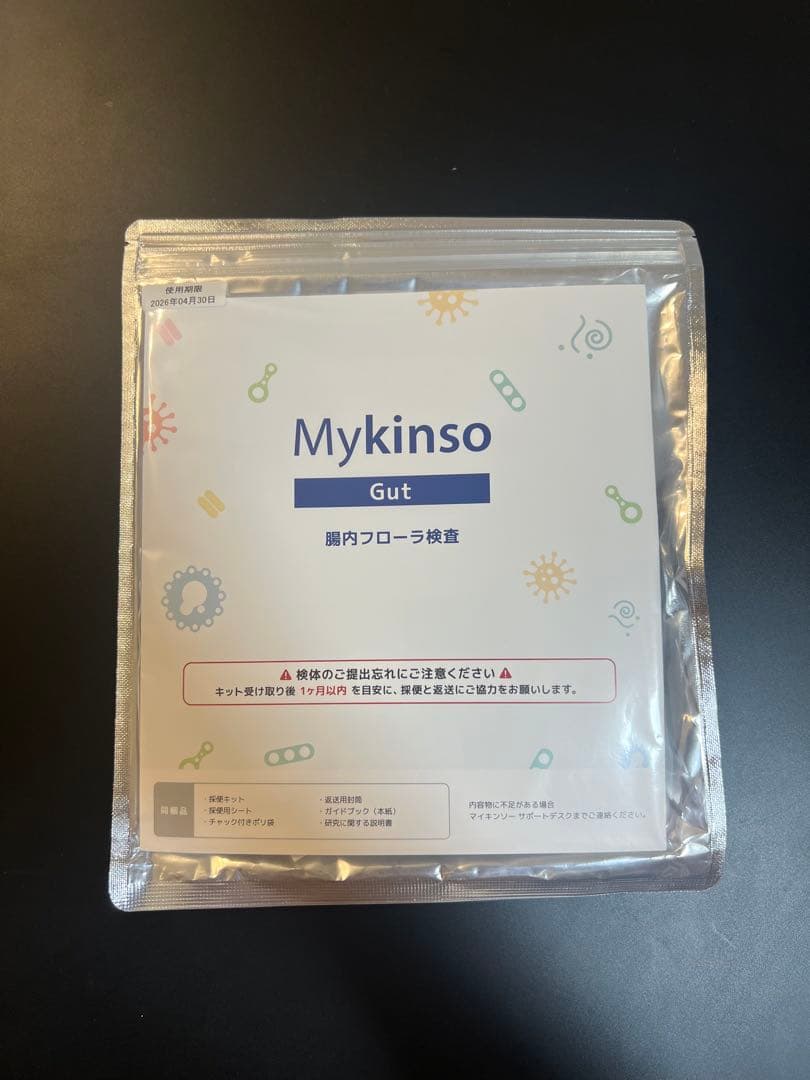 使用期限
2026年04月30日
Mykinso
Gut
腸内フローラ検査
検体のご提出忘れにご注意ください
キット受け取り後 1ヶ月以内 を目安に、採便と返送にご協力をお願いします。
同梱品
・採便キット
・採便用シート
・チャック付きポリ袋
・返送用封筒
・ガイドブック（本紙）
・研究に関する説明書
内容物に不足がある場合
マイキンソー サポートデスクまでご連絡ください。